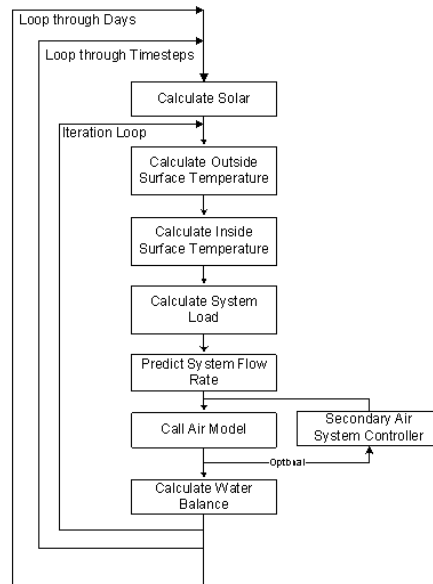 Loop through Days
Loop through Timesteps
Calculate Solar
Iteration Loop
Calculate Outside
Surface Temperature
Calculate Inside
Surface Temperature
Calculate System
Load
Predict System Flow
Rate
Call Air Model
Secondary Air
System Controller
Optional
Calculate Water
Balance